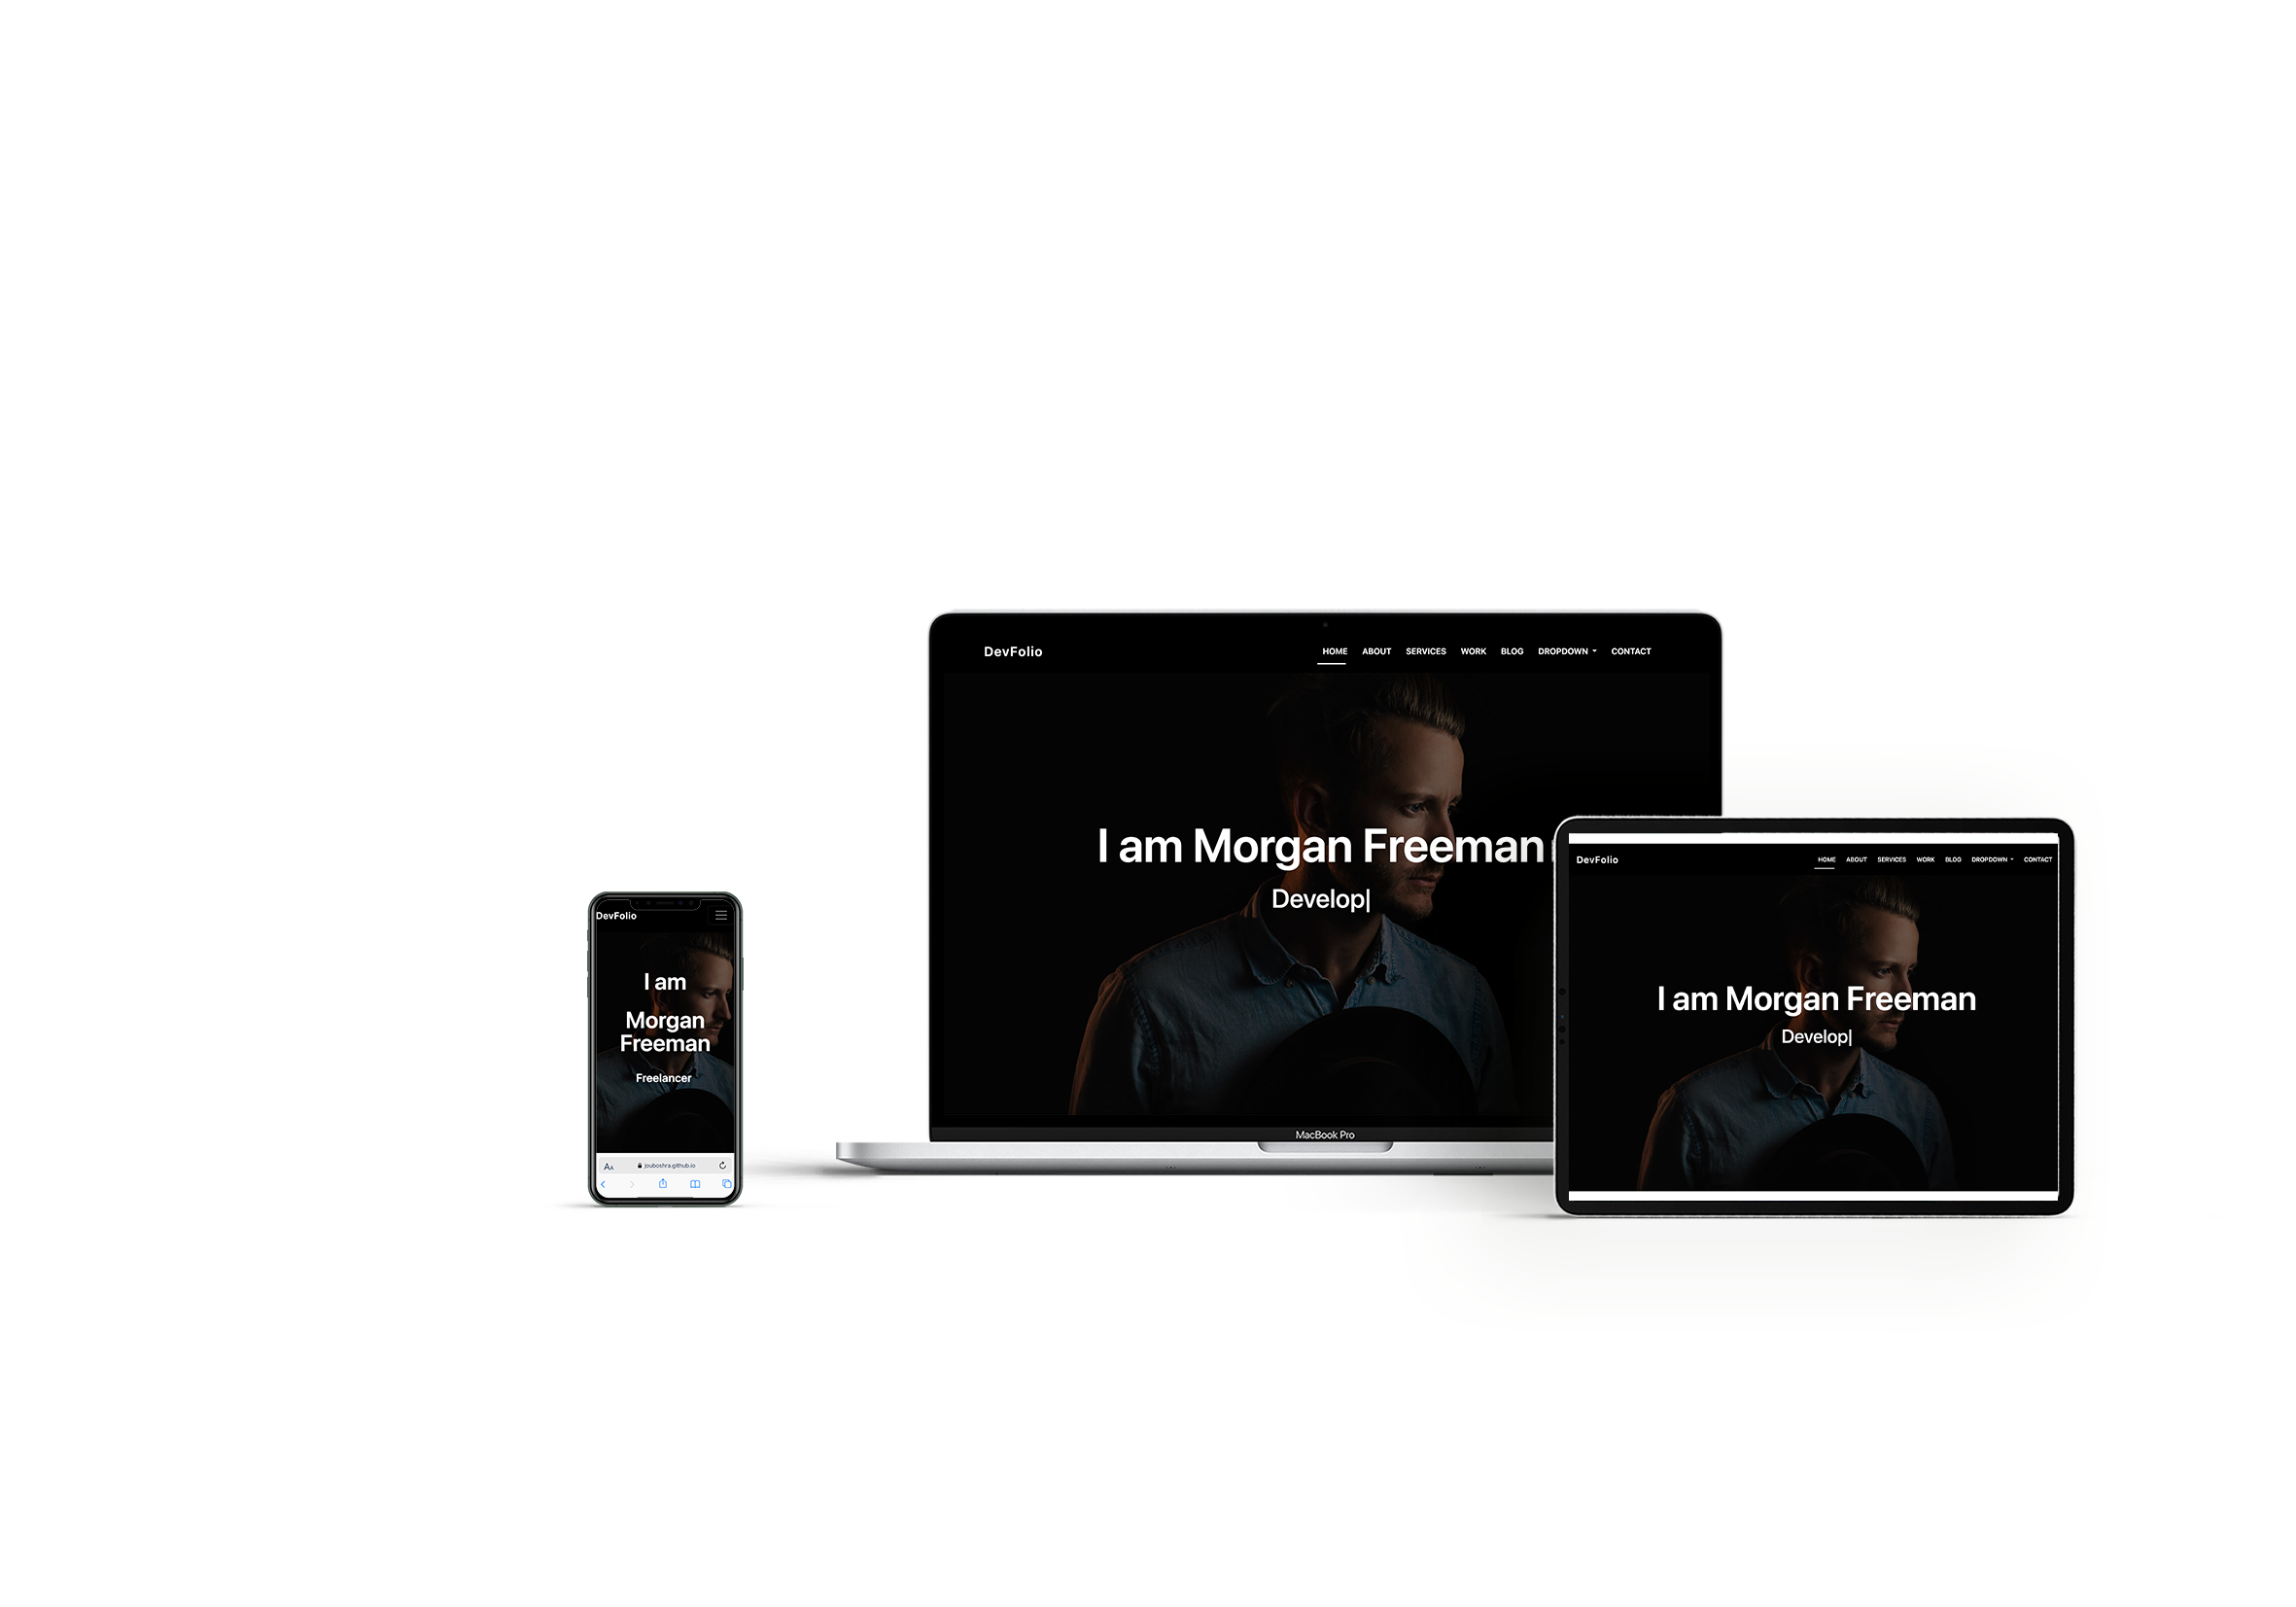 DevFolio
HOME ABOUT SERVICES WORK BLOG DROPDOWN CONTACT
I am Morgan Freeman
Develop|
MacBook Pro
DevFolio
HOME ABOUT SERVICES WORK BLOG DROPDOWN CONTACT
I am Morgan Freeman
Develop|
DevFolio
I am
Morgan
Freeman
Freelancer
AA jouboshra.github.io